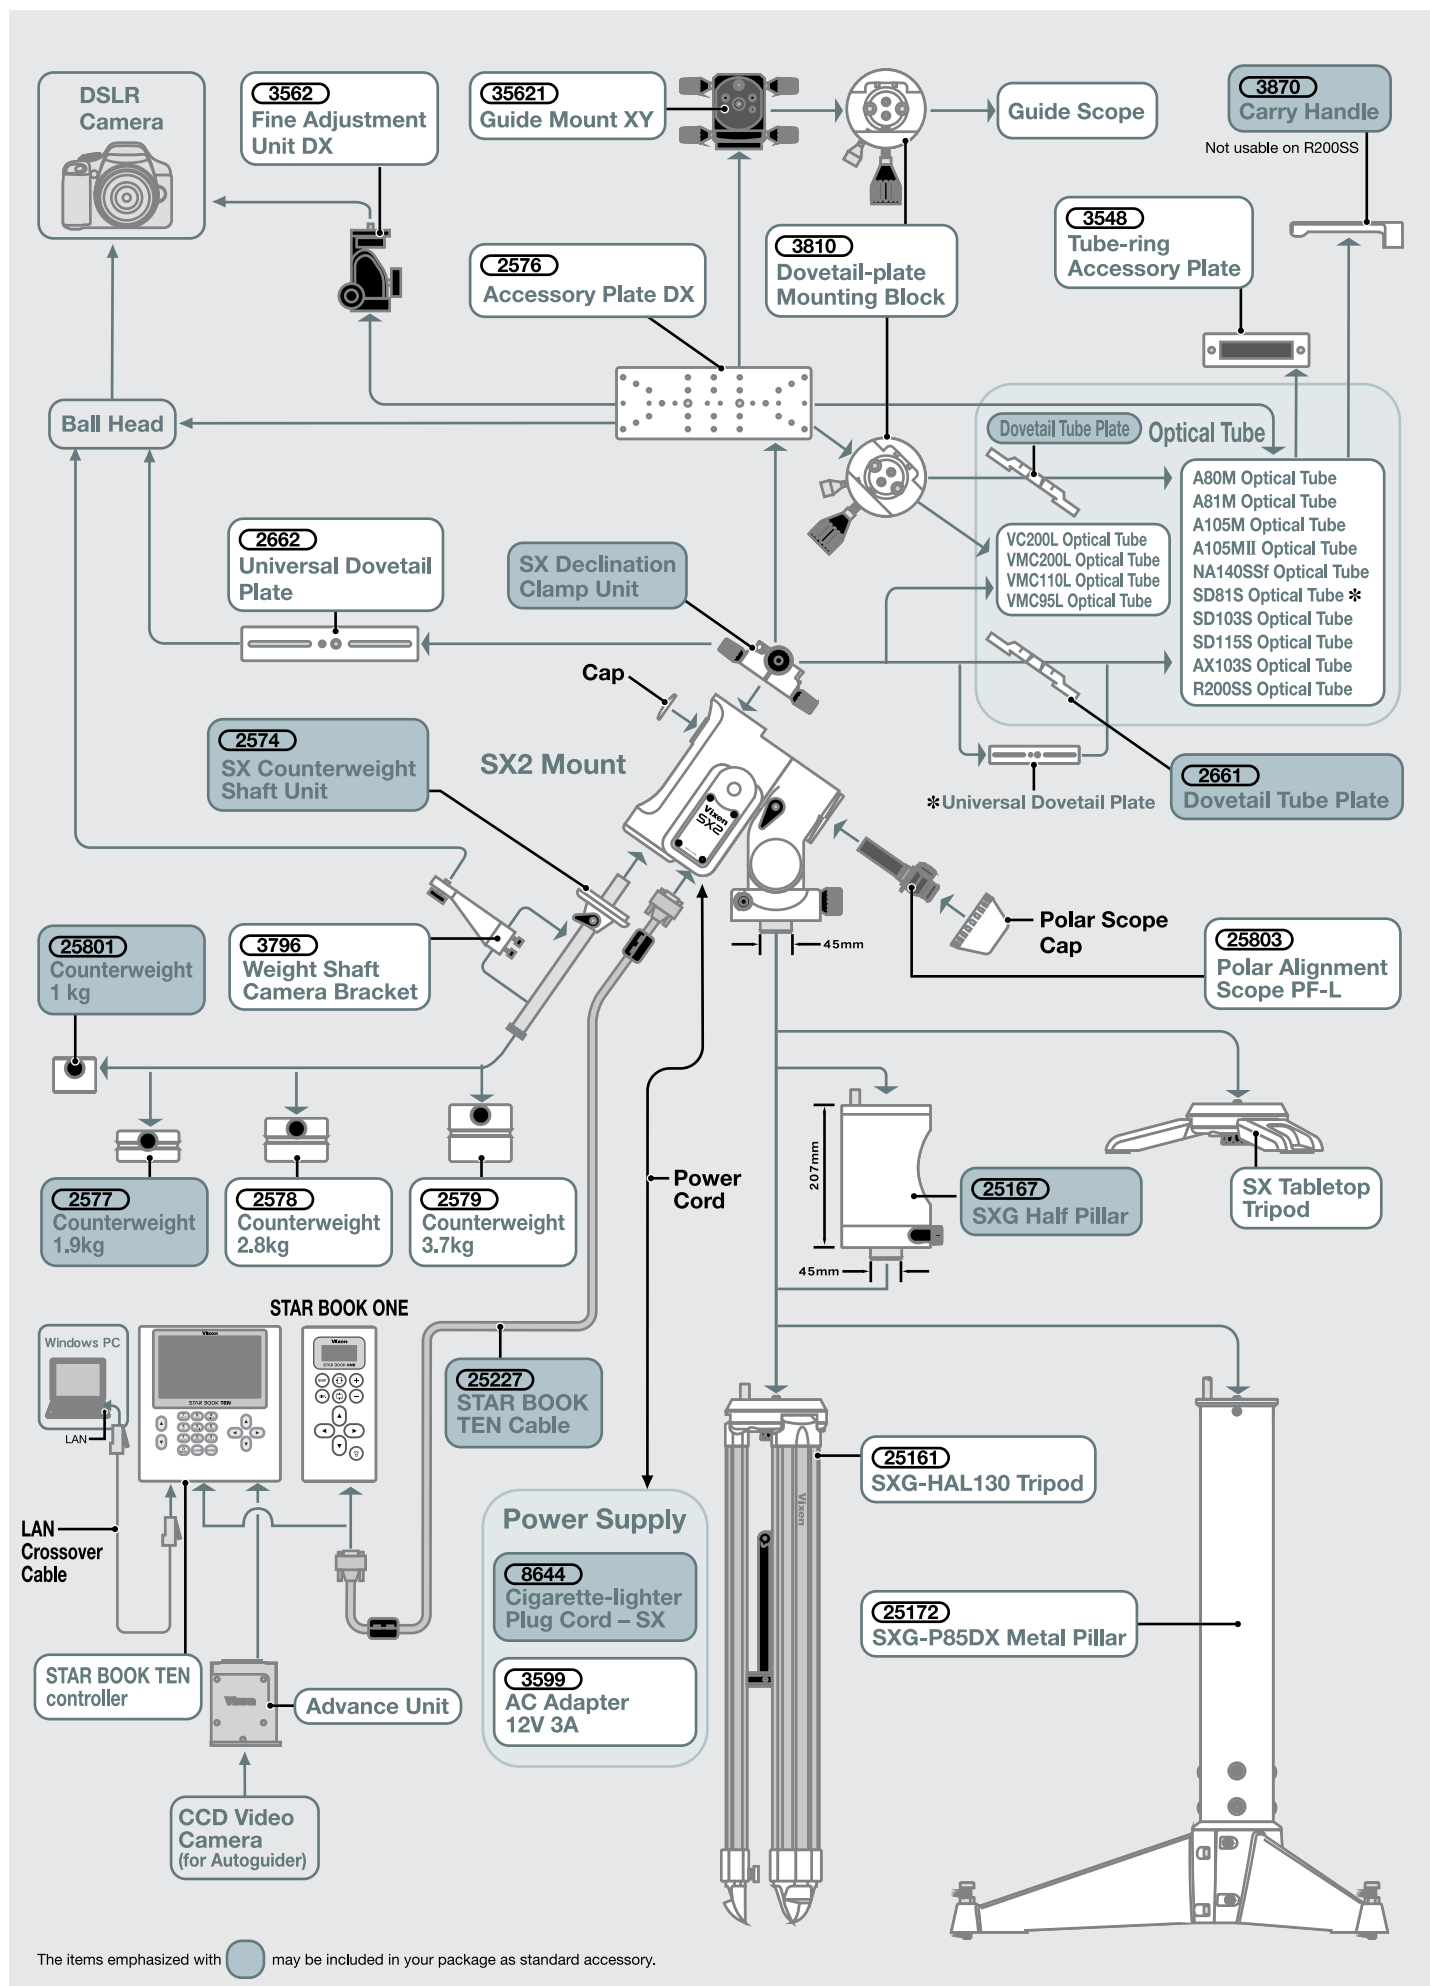 DSLR
Camera
3562
Fine Adjustment
Unit DX
35621
Guide Mount XY
Guide Scope
3870
Carry Handle
Not usable on R200SS
3548
Tube-ring
Accessory Plate
2576
Accessory Plate DX
3810
Dovetail-plate
Mounting Block
Ball Head
Dovetail Tube Plate
Optical Tube
A80M Optical Tube
A81M Optical Tube
A105M Optical Tube
A105MII Optical Tube
NA140SSf Optical Tube
SD81S Optical Tube *
SD103S Optical Tube
SD115S Optical Tube
AX103S Optical Tube
R200SS Optical Tube
VC200L Optical Tube
VMC200L Optical Tube
VMC110L Optical Tube
VMC95L Optical Tube
2662
Universal Dovetail
Plate
SX Declination
Clamp Unit
Cap
2574
SX Counterweight
Shaft Unit
SX2 Mount
Vixen
SX2
*Universal Dovetail Plate
2661
Dovetail Tube Plate
Polar Scope
Cap
45mm
25803
Polar Alignment
Scope PF-L
25801
Counterweight
1 kg
3796
Weight Shaft
Camera Bracket
2577
Counterweight
1.9kg
2578
Counterweight
2.8kg
2579
Counterweight
3.7kg
Power
Cord
207mm
45mm
25167
SXG Half Pillar
SX Tabletop
Tripod
STAR BOOK ONE
Windows PC
LAN
Vixen
STAR BOOK TEN
Vixen
STAR BOOK ONE
25227
STAR BOOK
TEN Cable
LAN
Crossover
Cable
Power Supply
8644
Cigarette-lighter
Plug Cord – SX
3599
AC Adapter
12V 3A
Vixen
25161
SXG-HAL130 Tripod
25172
SXG-P85DX Metal Pillar
STAR BOOK TEN
controller
Vixen
Advance Unit
CCD Video
Camera
(for Autoguider)
The items emphasized with may be included in your package as standard accessory.